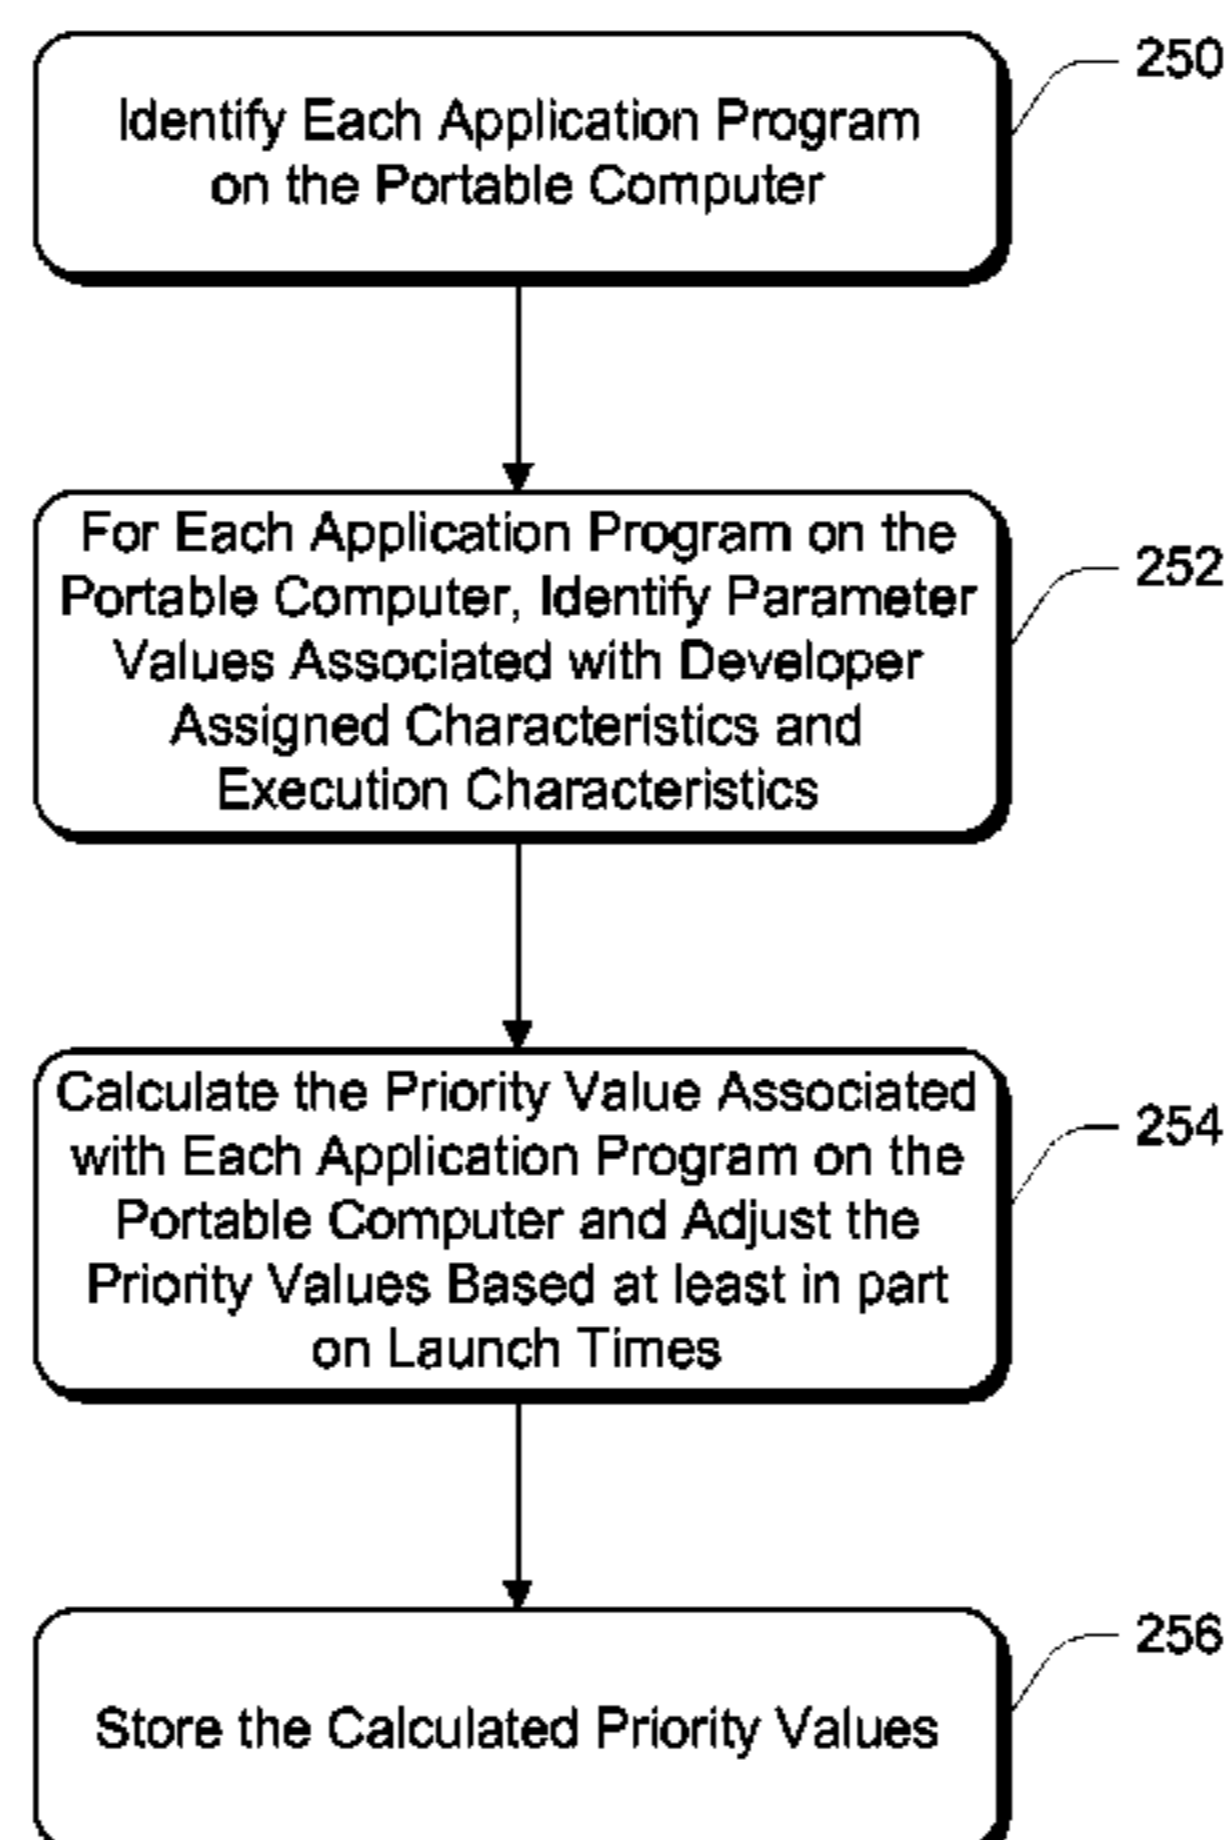 250
Identify Each Application Program
on the Portable Computer
252
For Each Application Program on the
Portable Computer, Identify Parameter
Values Associated with Developer
Assigned Characteristics and
Execution Characteristics
254
Calculate the Priority Value Associated
with Each Application Program on the
Portable Computer and Adjust the
Priority Values Based at least in part
on Launch Times
256
Store the Calculated Priority Values